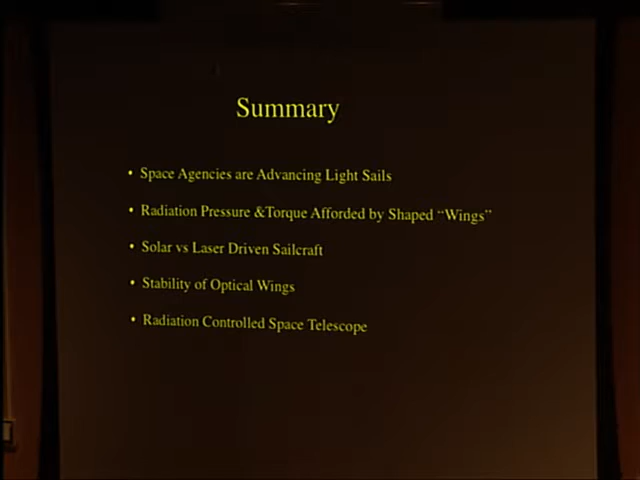 Summary
• Space Agencies are Advancing Light Sails
• Radiation Pressure &Torque Afforded by Shaped “Wings”
• Solar vs Laser Driven Sailcraft
• Stability of Optical Wings
• Radiation Controlled Space Telescope